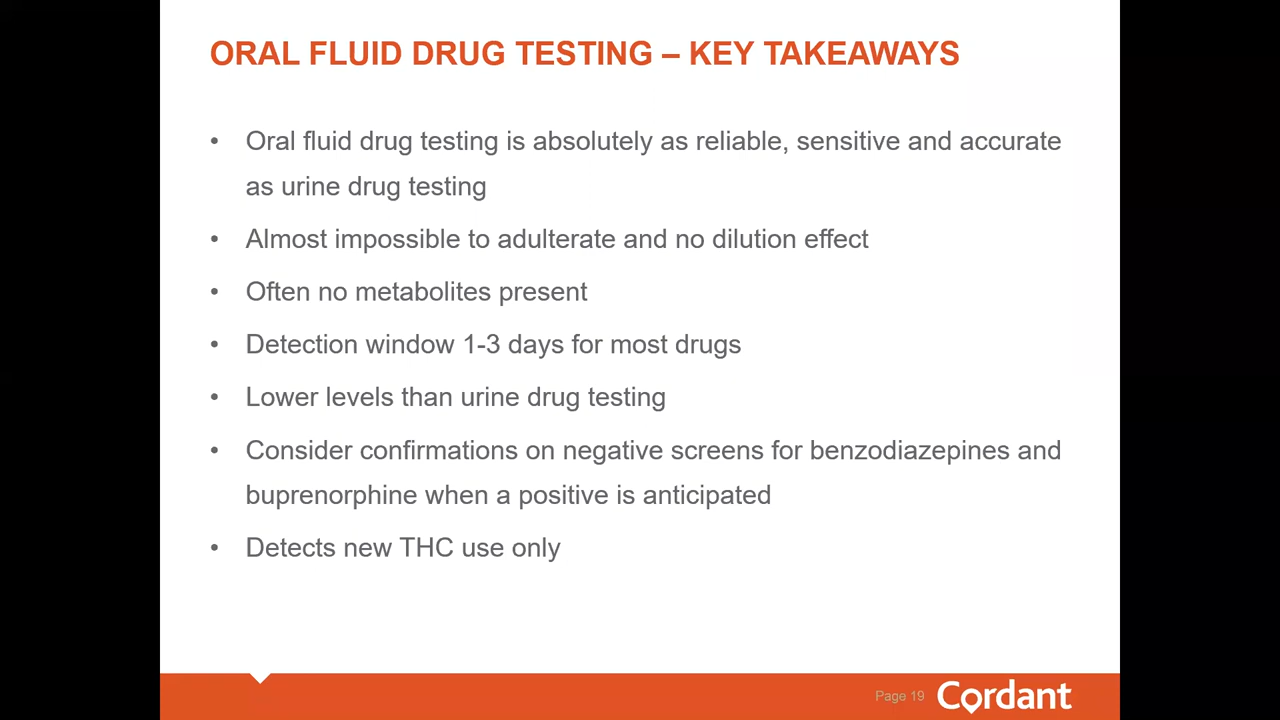 ORAL FLUID DRUG TESTING – KEY TAKEAWAYS
• Oral fluid drug testing is absolutely as reliable, sensitive and accurate
as urine drug testing
• Almost impossible to adulterate and no dilution effect
• Often no metabolites present
• Detection window 1-3 days for most drugs
• Lower levels than urine drug testing
• Consider confirmations on negative screens for benzodiazepines and
buprenorphine when a positive is anticipated
• Detects new THC use only
Page 19 Cordant